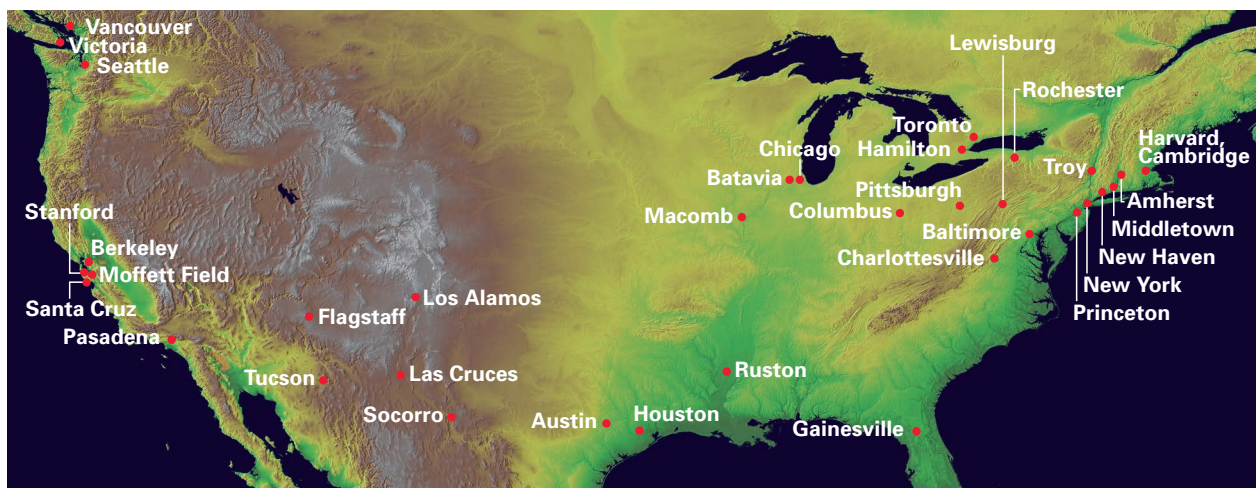 Vancouver
Victoria
Seattle
Lewisburg
Rochester
Toronto
Hamilton
Chicago
Batavia
Harvard,
Cambridge
Troy
Pittsburgh
Columbus
Macomb
Amherst
Middletown
Baltimore
New Haven
Charlottesville
New York
Princeton
Stanford
Berkeley
Moffett Field
Santa Cruz
Pasadena
Los Alamos
Flagstaff
Las Cruces
Tucson
Socorro
Ruston
Austin
Houston
Gainesville